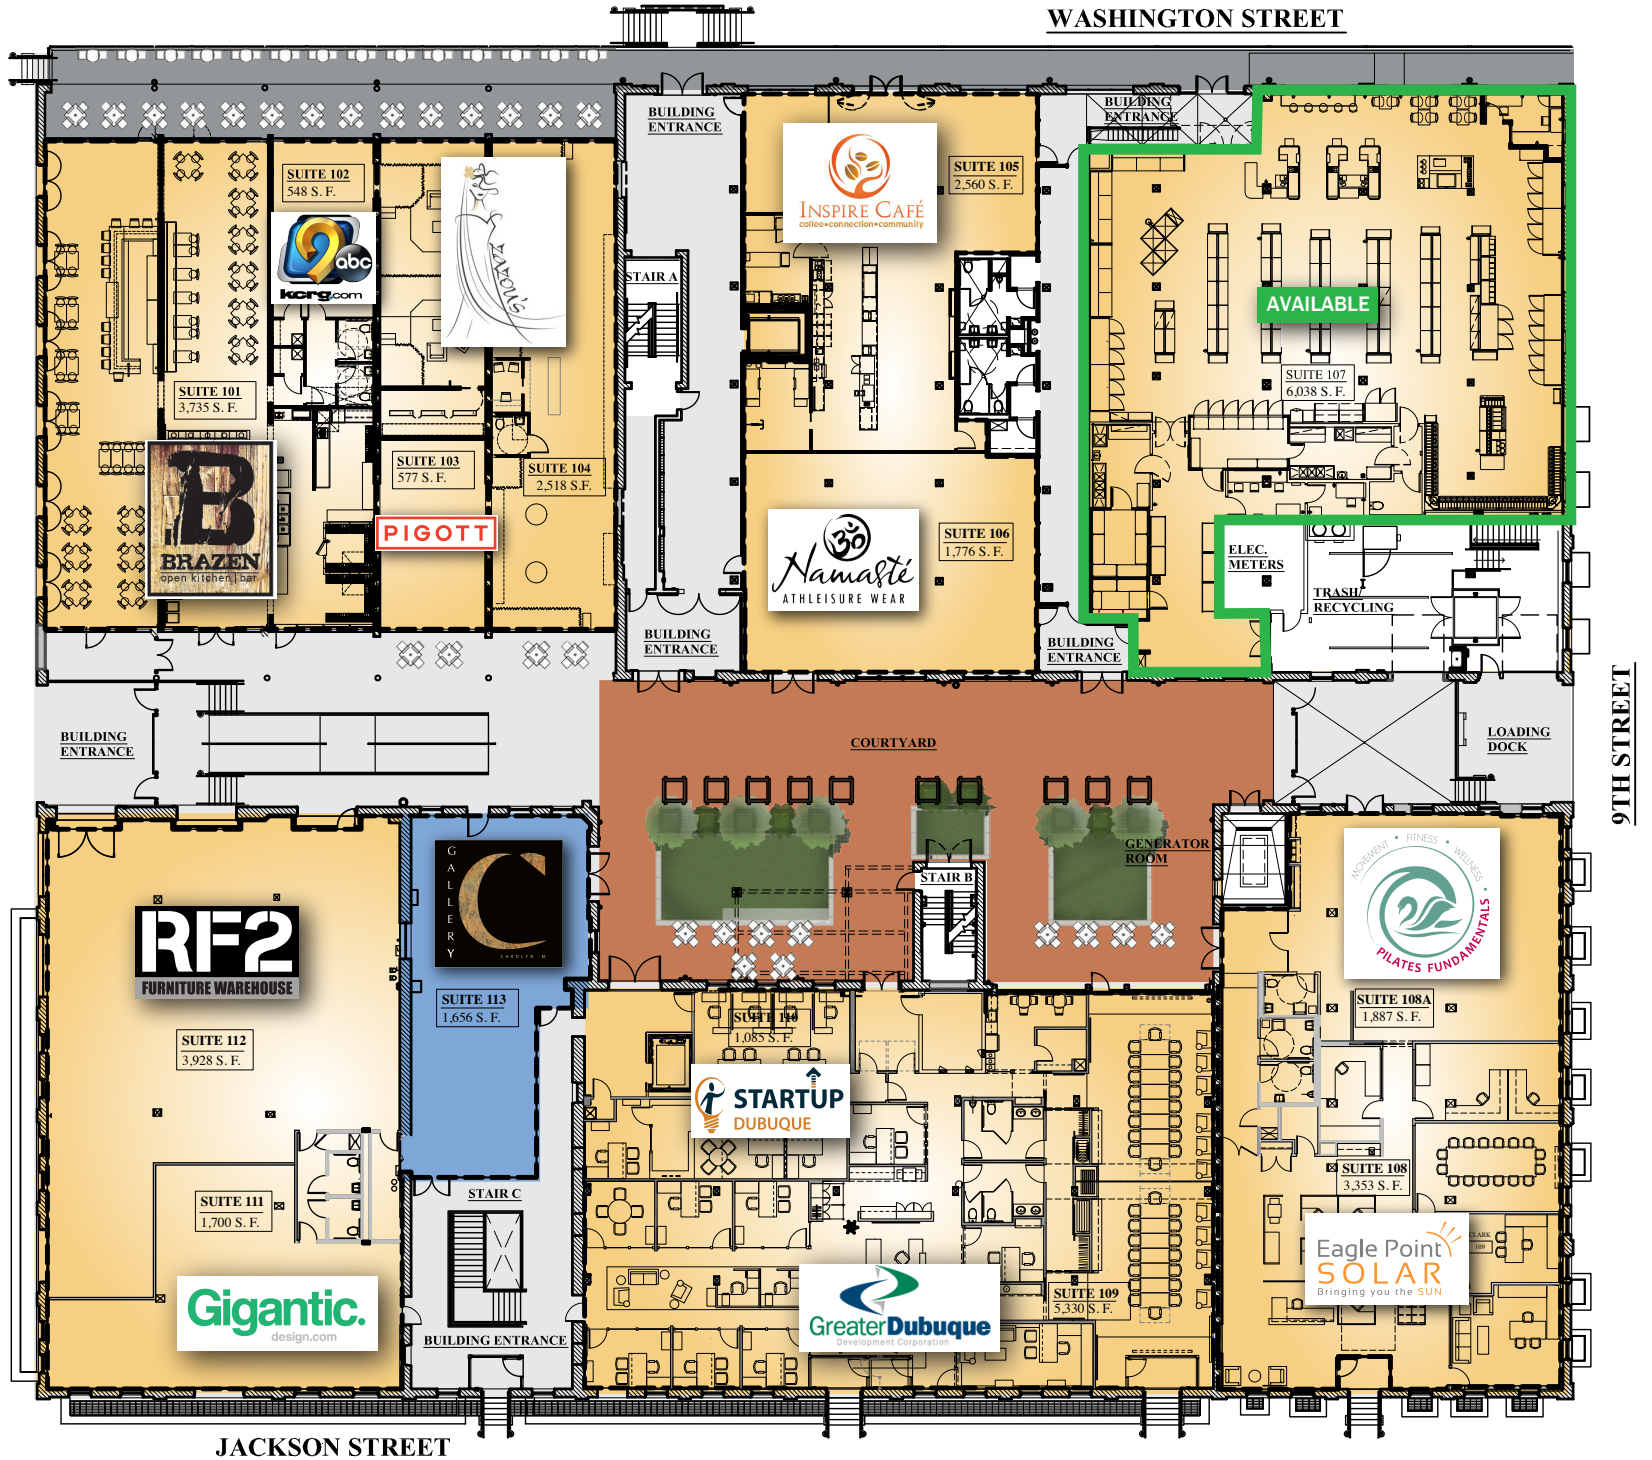 WASHINGTON STREET
BUILDING
ENTRANCE
BUILDING
ENTRANCE
SUITE 102
548 S. F.
9
abc
kcrg.com
SUITE 101
3,735 S. F.
B
BRAZEN
open kitchen | bar
SUITE 103
577 S. F.
PIGOTT
SUITE 104
2,518 S.F.
STAIR A
INSPIRE CAFÉ
coffee•connection•community
SUITE 105
2,560 S. F.
Namasté
ATHLEISURE WEAR
SUITE 106
1,776 S. F.
AVAILABLE
SUITE 107
6,038 S. F.
ELEC.
METERS
TRASH/
RECYCLING
BUILDING
ENTRANCE
BUILDING
ENTRANCE
BUILDING
ENTRANCE
COURTYARD
LOADING
DOCK
9TH STREET
GENERATOR
ROOM
STAIR B
RF2
FURNITURE WAREHOUSE
SUITE 112
3,928 S. F.
GALLERY
C
CAROLYN M.
SUITE 113
1,656 S. F.
SUITE 110
1,085 S. F.
STARTUP
DUBUQUE
MOVEMENT • FITNESS • WELLNESS •
PILATES FUNDAMENTALS
SUITE 108A
1,887 S. F.
SUITE 108
3,353 S. F.
Eagle Point
SOLAR
Bringing you the SUN
CLARK
109
SUITE 111
1,700 S. F.
Gigantic.
design.com
STAIR C
BUILDING ENTRANCE
GreaterDubuque
Development Corporation
SUITE 109
5,330 S. F.
JACKSON STREET